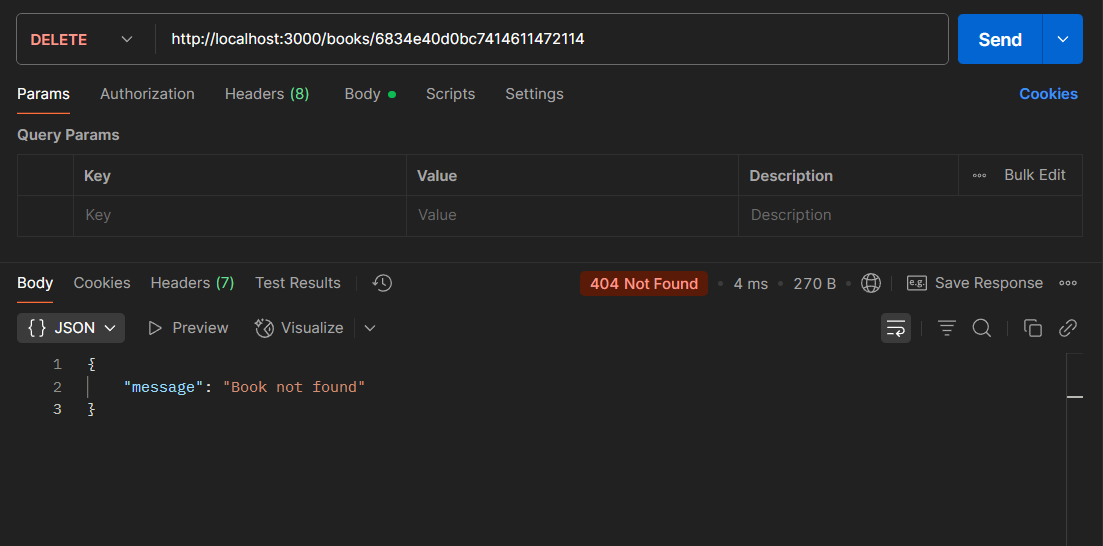 DELETE http://localhost:3000/books/6834e40d0bc7414611472114 Send
Params Authorization Headers (8) Body Scripts Settings Cookies
Query Params
Key Value Description Bulk Edit
Key Value Description
Body Cookies Headers (7) Test Results 404 Not Found 4 ms 270 B e.g. Save Response
{} JSON Preview Visualize
1 {
2 "message": "Book not found"
3 }